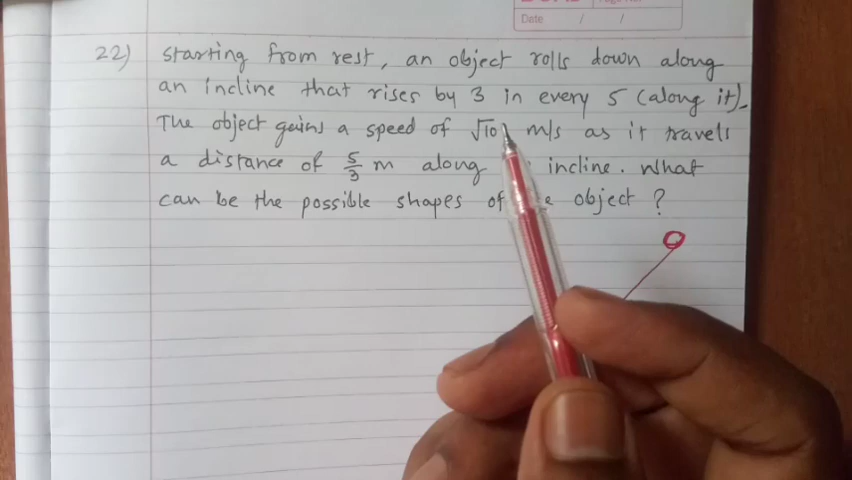 Date / /
22) starting from rest, an object rolls down along
an incline that rises by 3 in every 5 (along it).
The object gains a speed of √10 m/s as it travels
a distance of 5/3 m along incline. What
can be the possible shapes of object ?